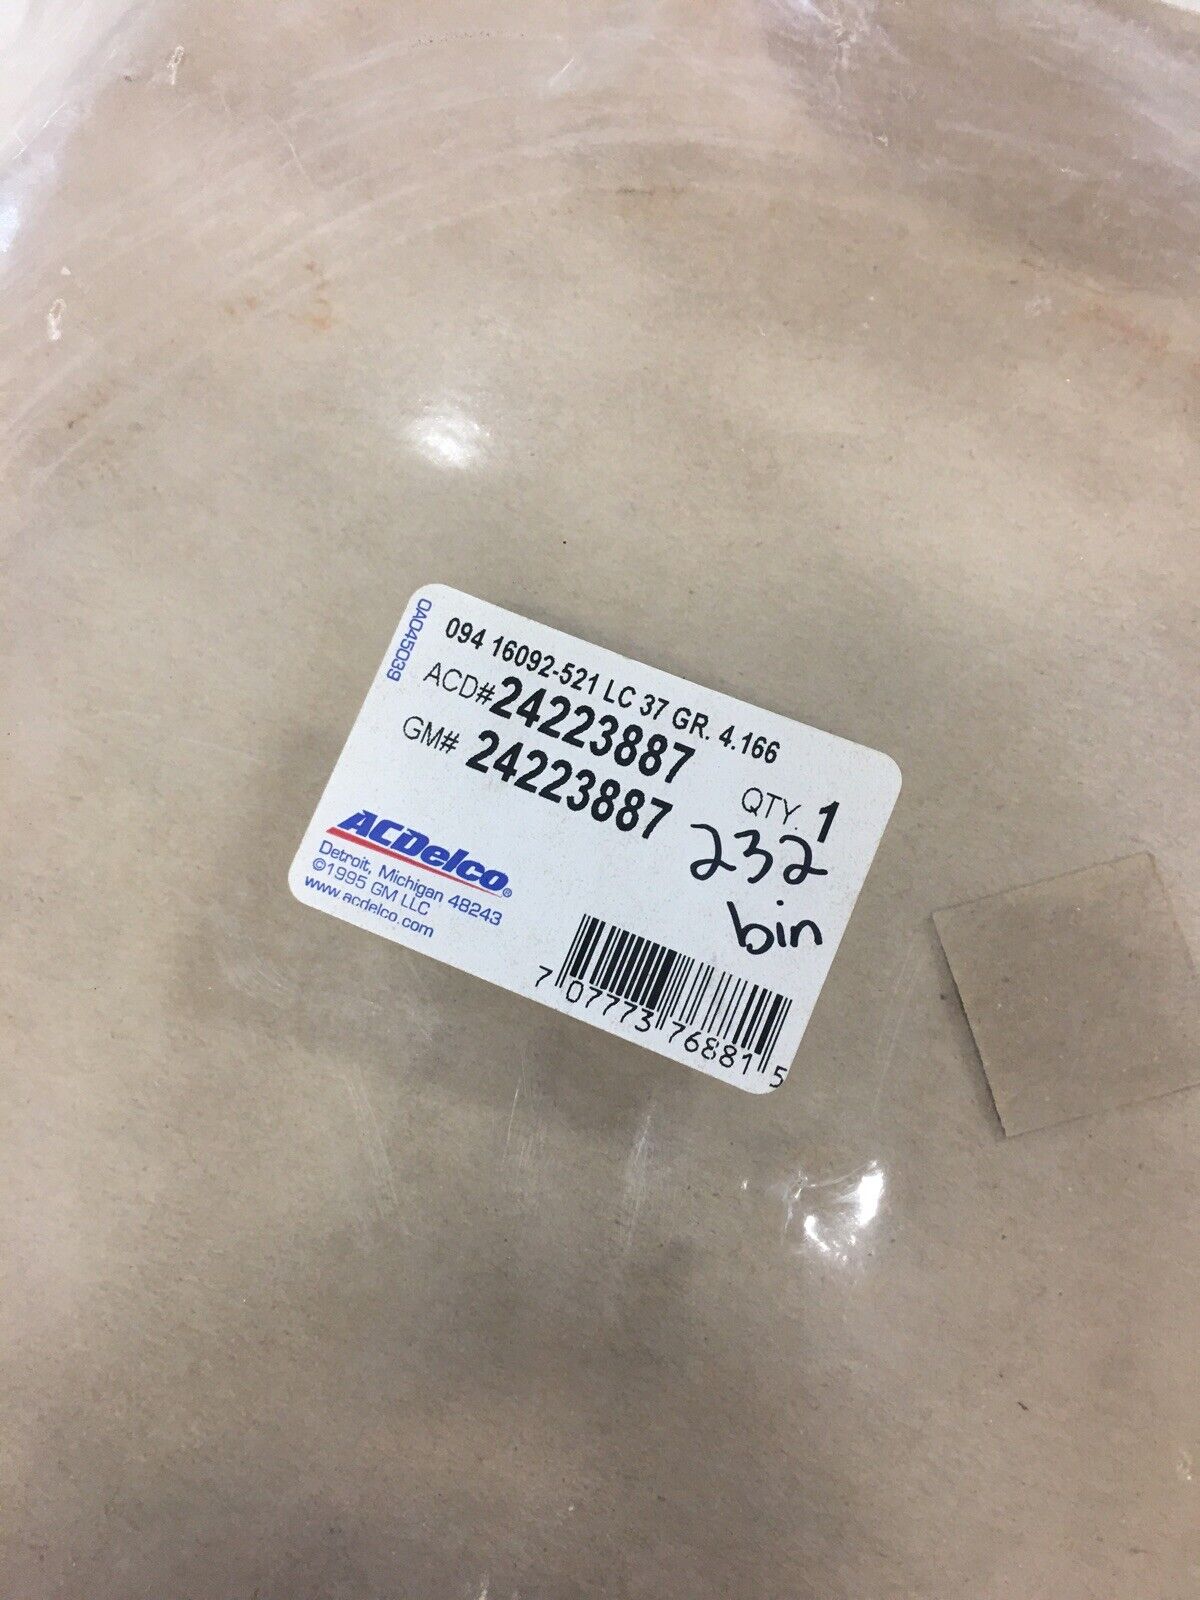 0A045039
094 16092-521 LC 37 GR. 4.166
ACD# 24223887
GM# 24223887
QTY. 1
232
bin
ACDelco®
Detroit, Michigan 48243
©1995 GM LLC
www.acdelco.com
7 07773 76881 5